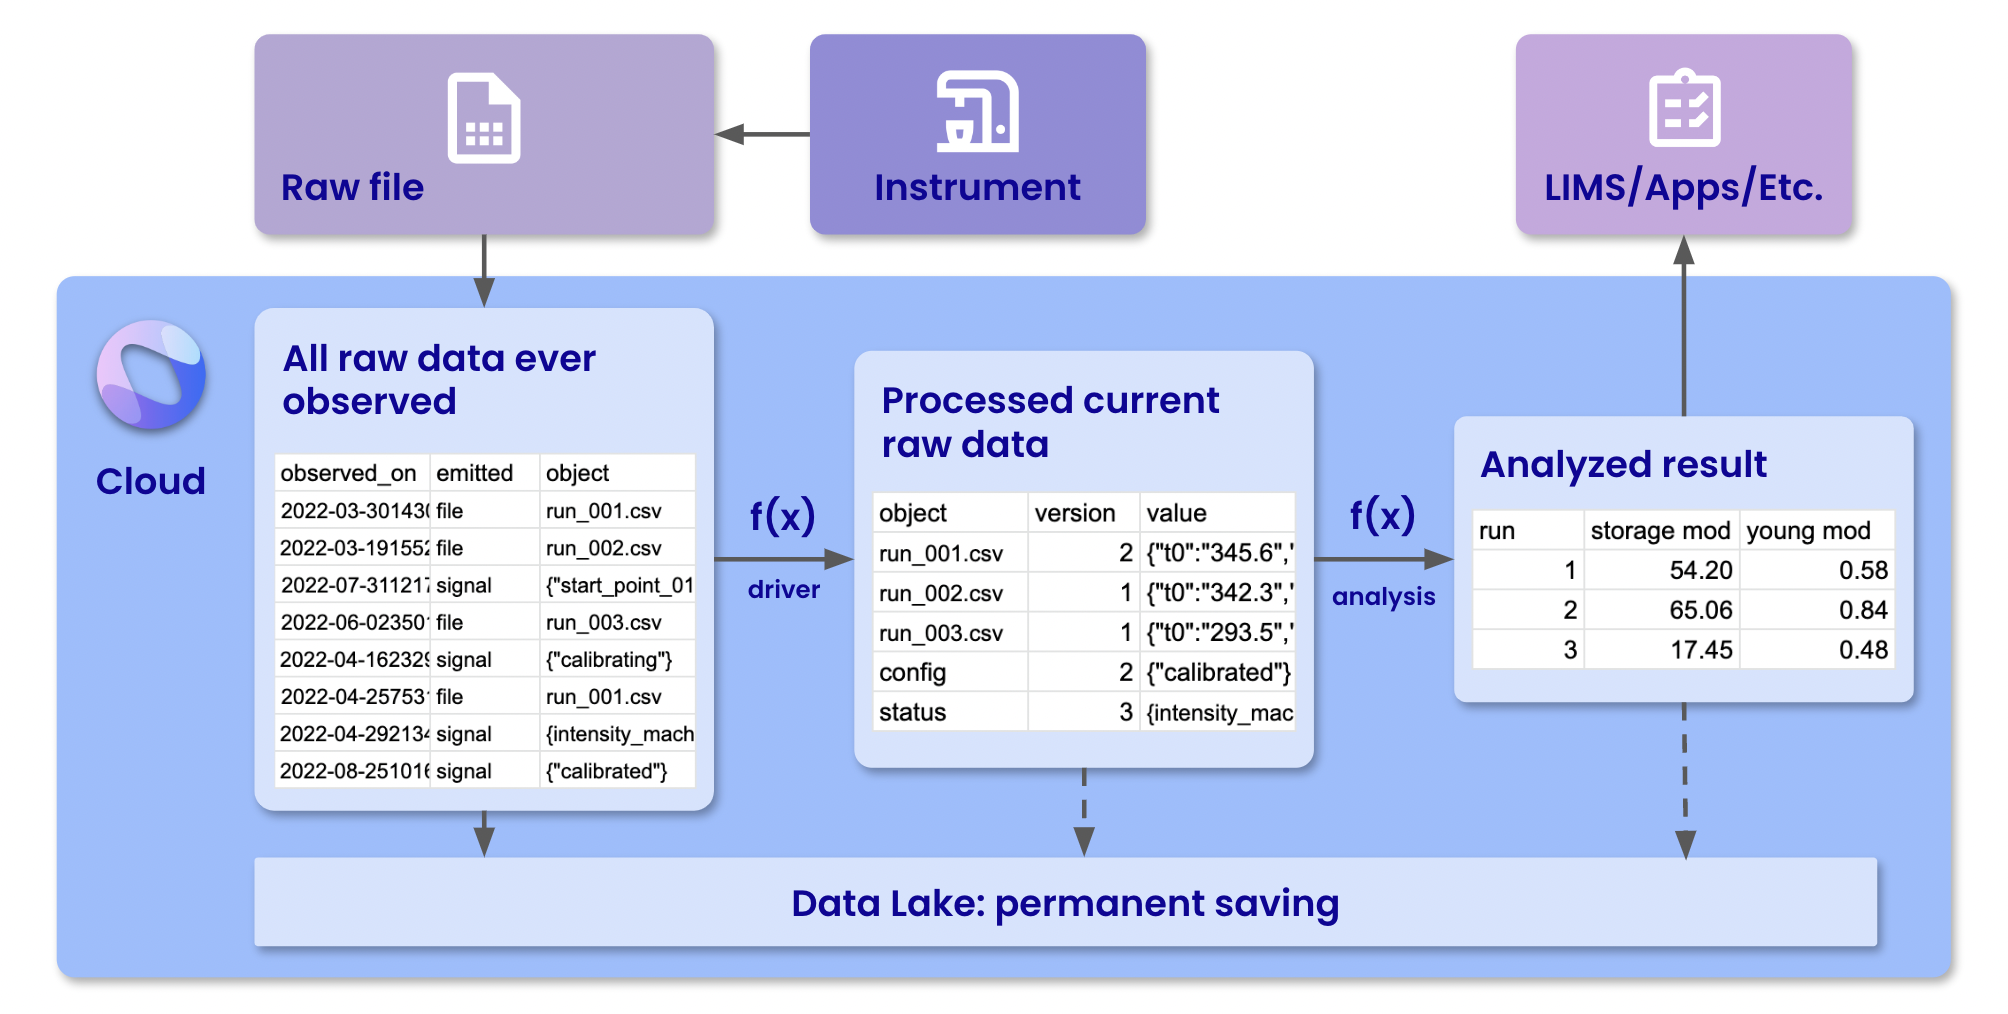 Raw file
Instrument
LIMS/Apps/Etc.
Cloud
All raw data ever
observed
observed_on emitted object
2022-03-301430 file run_001.csv
2022-03-191552 file run_002.csv
2022-07-311217 signal {"start_point_01
2022-06-02350 file run_003.csv
2022-04-162329 signal {"calibrating"}
2022-04-25753 file run_001.csv
2022-04-292134 signal {intensity_mach
2022-08-251016 signal {"calibrated"}
f(x)
driver
Processed current
raw data
object version value
run_001.csv 2 {"t0":"345.6","
run_002.csv 1 {"t0":"342.3","
run_003.csv 1 {"t0":"293.5","
config 2 {"calibrated"}
status 3 {intensity_mac
f(x)
analysis
Analyzed result
run storage mod young mod
1 54.20 0.58
2 65.06 0.84
3 17.45 0.48
Data Lake: permanent saving